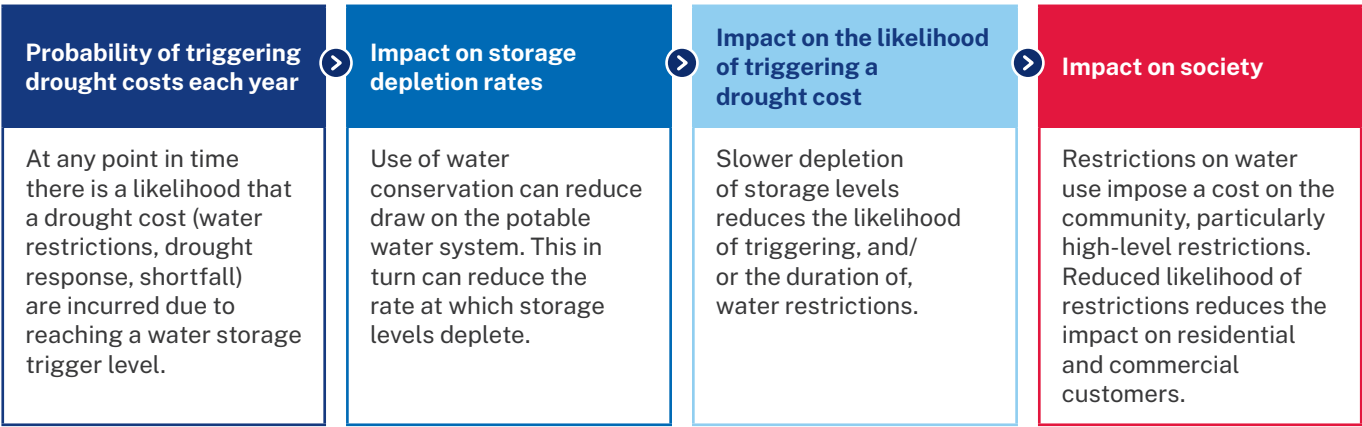 Probability of triggering
drought costs each year
At any point in time
there is a likelihood that
a drought cost (water
restrictions, drought
response, shortfall)
are incurred due to
reaching a water storage
trigger level.
Impact on storage
depletion rates
Use of water
conservation can reduce
draw on the potable
water system. This in
turn can reduce the
rate at which storage
levels deplete.
Impact on the likelihood
of triggering a
drought cost
Slower depletion
of storage levels
reduces the likelihood
of triggering, and/
or the duration of,
water restrictions.
Impact on society
Restrictions on water
use impose a cost on the
community, particularly
high-level restrictions.
Reduced likelihood of
restrictions reduces the
impact on residential
and commercial
customers.